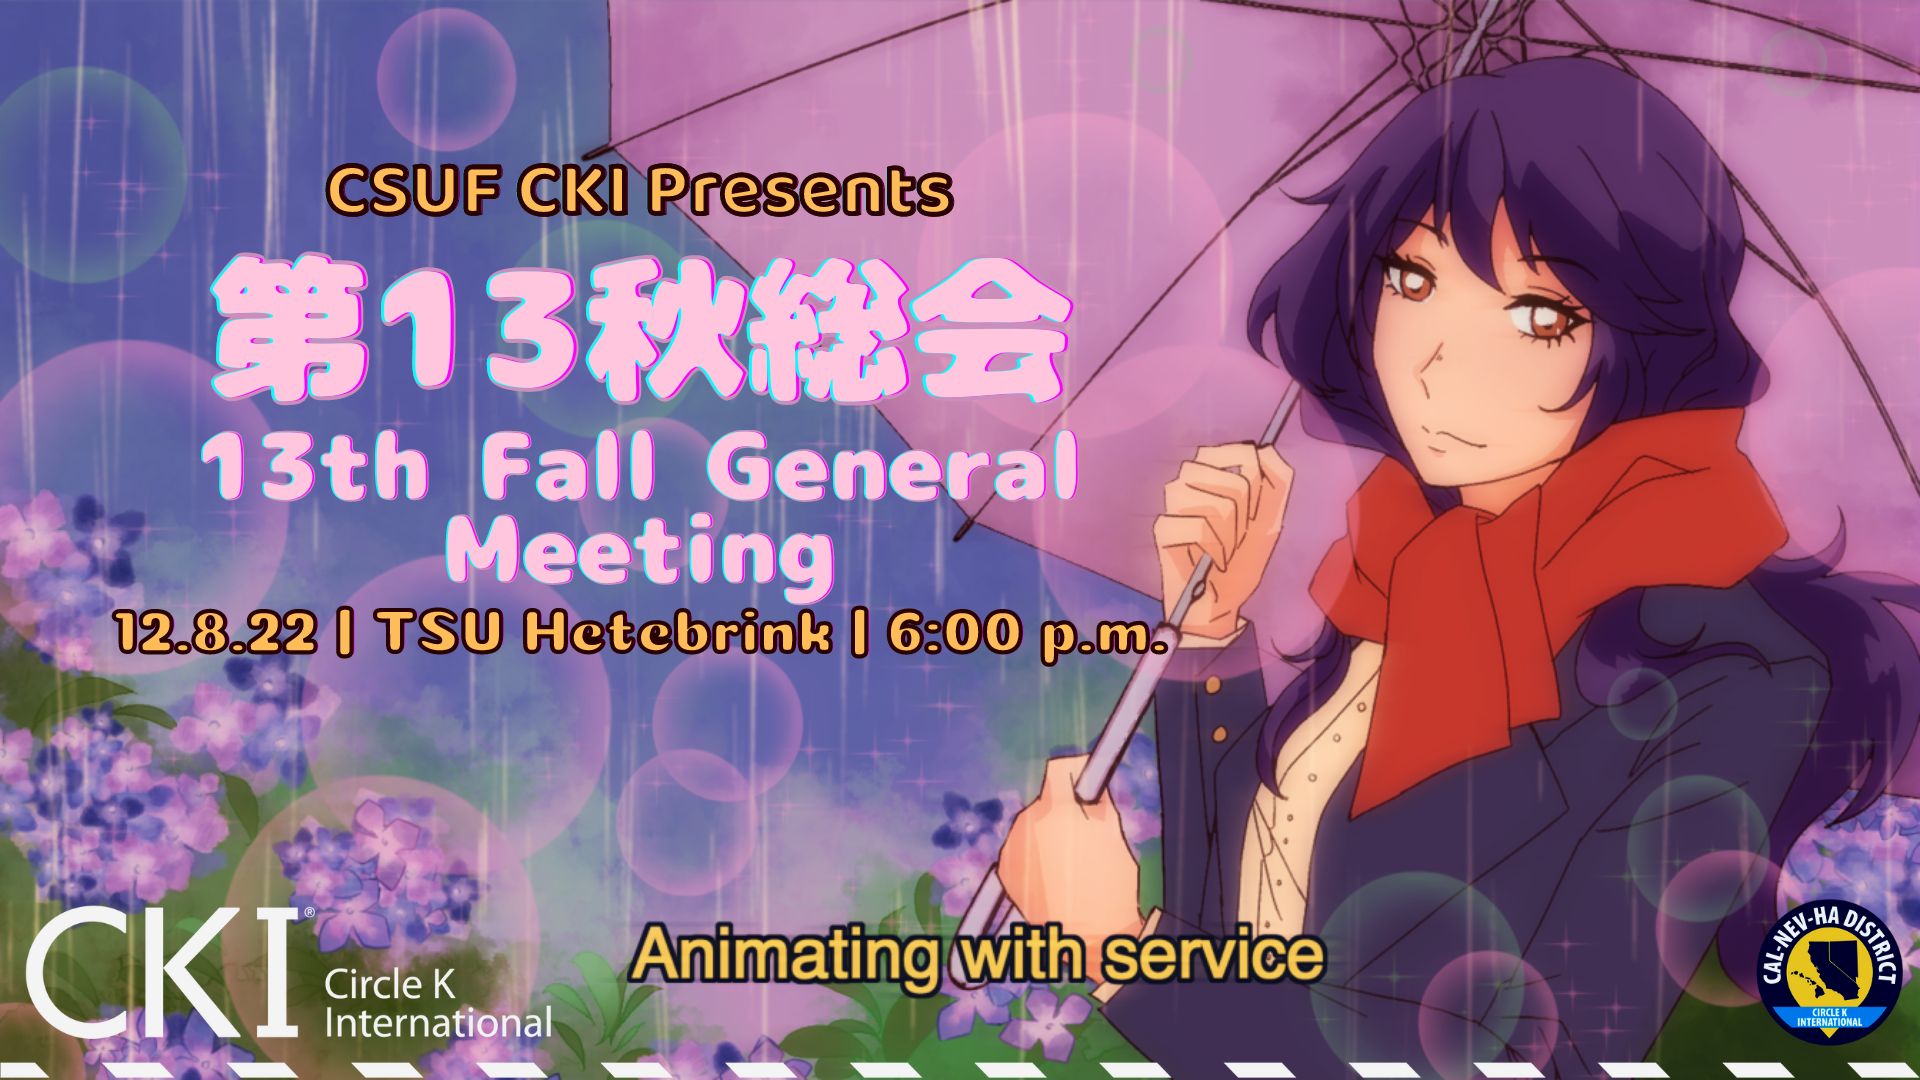 CSUF CKI Presents
第13秋総会
13th Fall General
Meeting
12.8.22 | TSU Hetebrink | 6:00 p.m.
CKI®
Circle K
International
Animating with service
CAL-NEV-HA DISTRICT
CIRCLE K
INTERNATIONAL